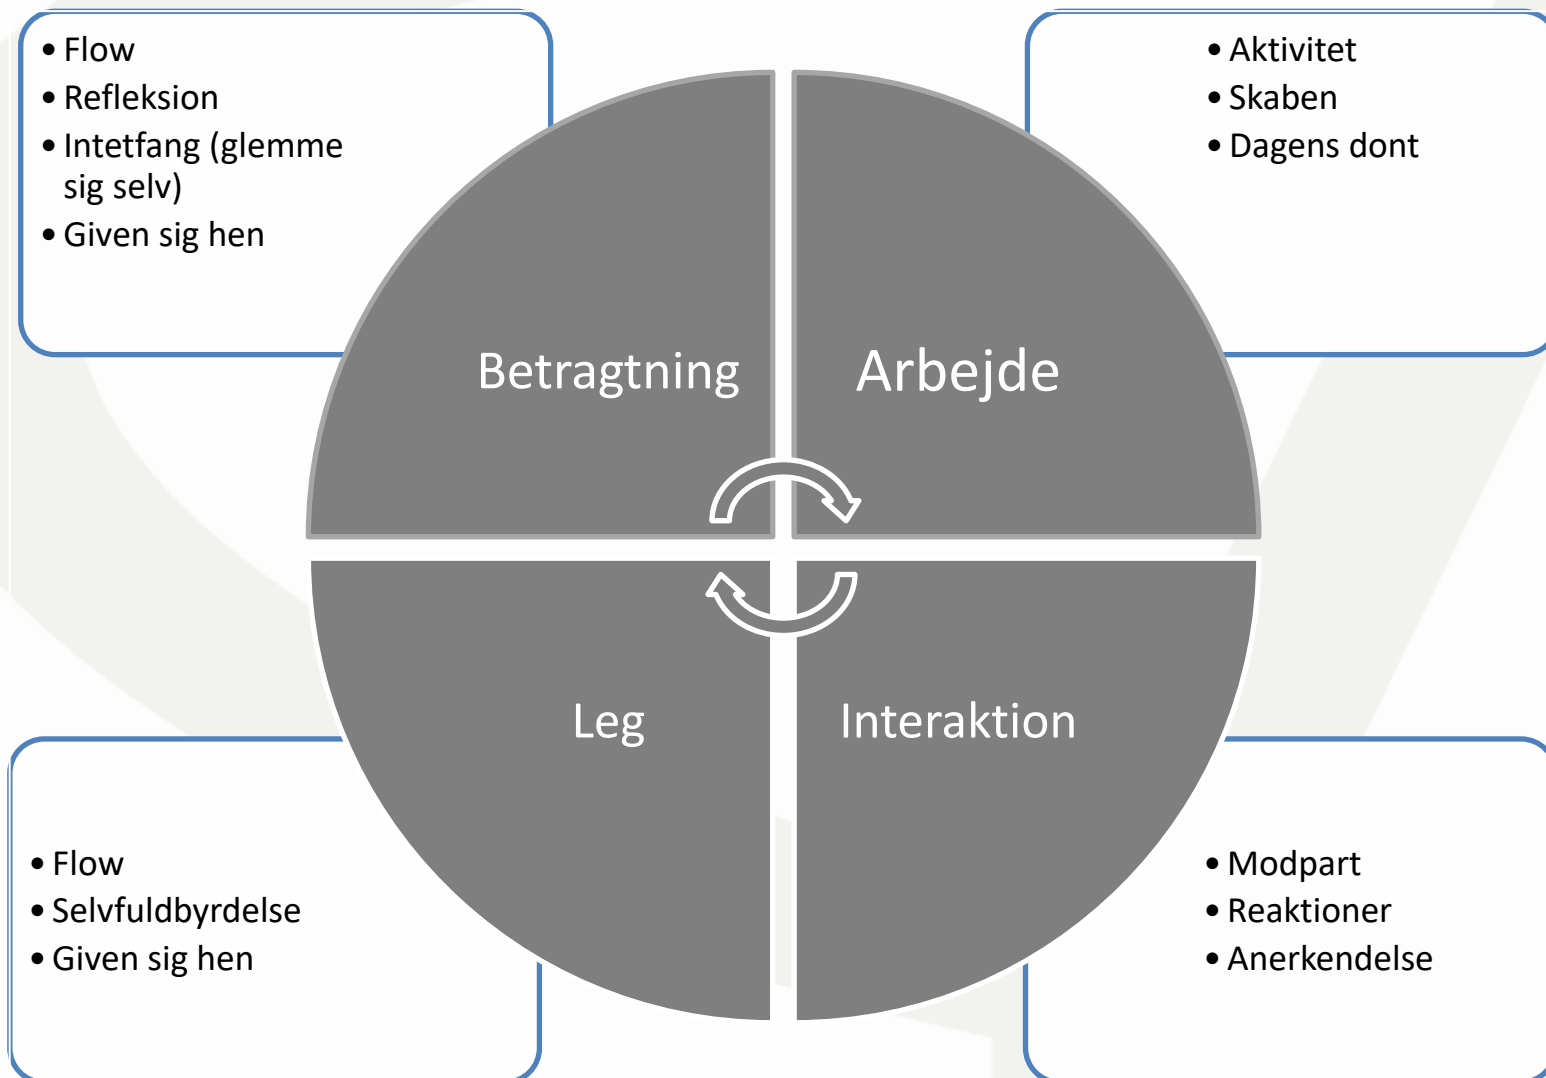 • Flow
• Refleksion
• Intetfang (glemme
sig selv)
• Given sig hen
• Aktivitet
• Skaben
• Dagens dont
Betragtning
Arbejde
Leg
Interaktion
• Flow
• Selvfuldbyrdelse
• Given sig hen
• Modpart
• Reaktioner
• Anerkendelse